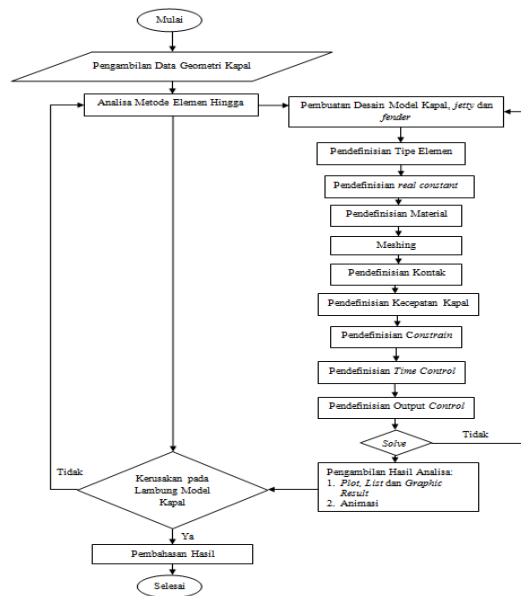 Mulai
Pengambilan Data Geometri Kapal
Analisa Metode Elemen Hingga
Pembuatan Desain Model Kapal, jetty dan
fender
Pendefinisian Tipe Elemen
Pendefinisian real constant
Pendefinisian Material
Meshing
Pendefinisian Kontak
Pendefinisian Kecepatan Kapal
Pendefinisian Constrain
Pendefinisian Time Control
Pendefinisian Output Control
Solve
Tidak
Pengambilan Hasil Analisa:
1. Plot, List dan Graphic
Result
2. Animasi
Tidak
Kerusakan pada
Lambung Model
Kapal
Ya
Pembahasan Hasil
Selesai